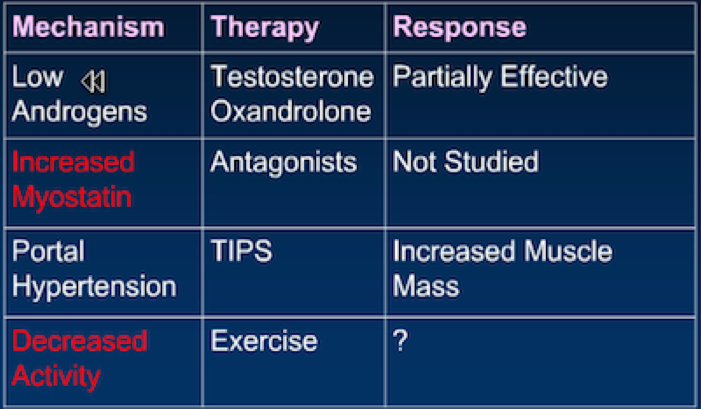 Mechanism Therapy Response
Low Testosterone Partially Effective
Androgens Oxandrolone
Increased Antagonists Not Studied
Myostatin
Portal TIPS Increased Muscle
Hypertension Mass
Decreased Exercise ?
Activity